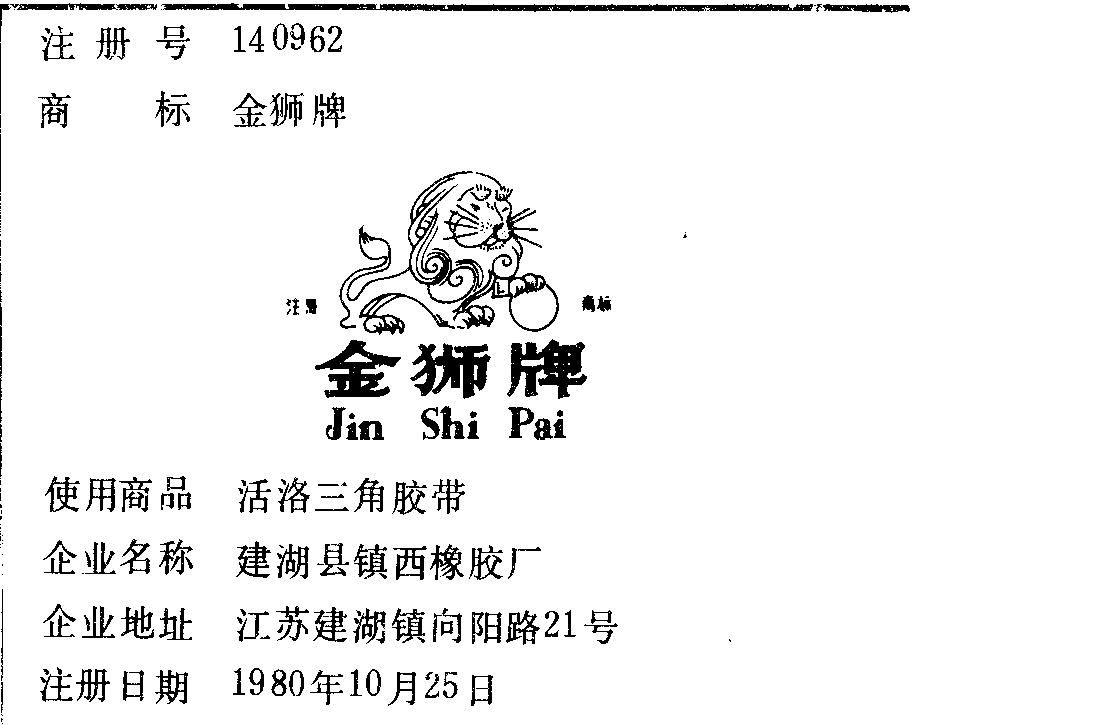 注册号 140962
商标 金狮牌
注册 商标
金狮牌
Jin Shi Pai
使用商品 活洛三角胶带
企业名称 建湖县镇西橡胶厂
企业地址 江苏建湖镇向阳路21号
注册日期 1980年10月25日